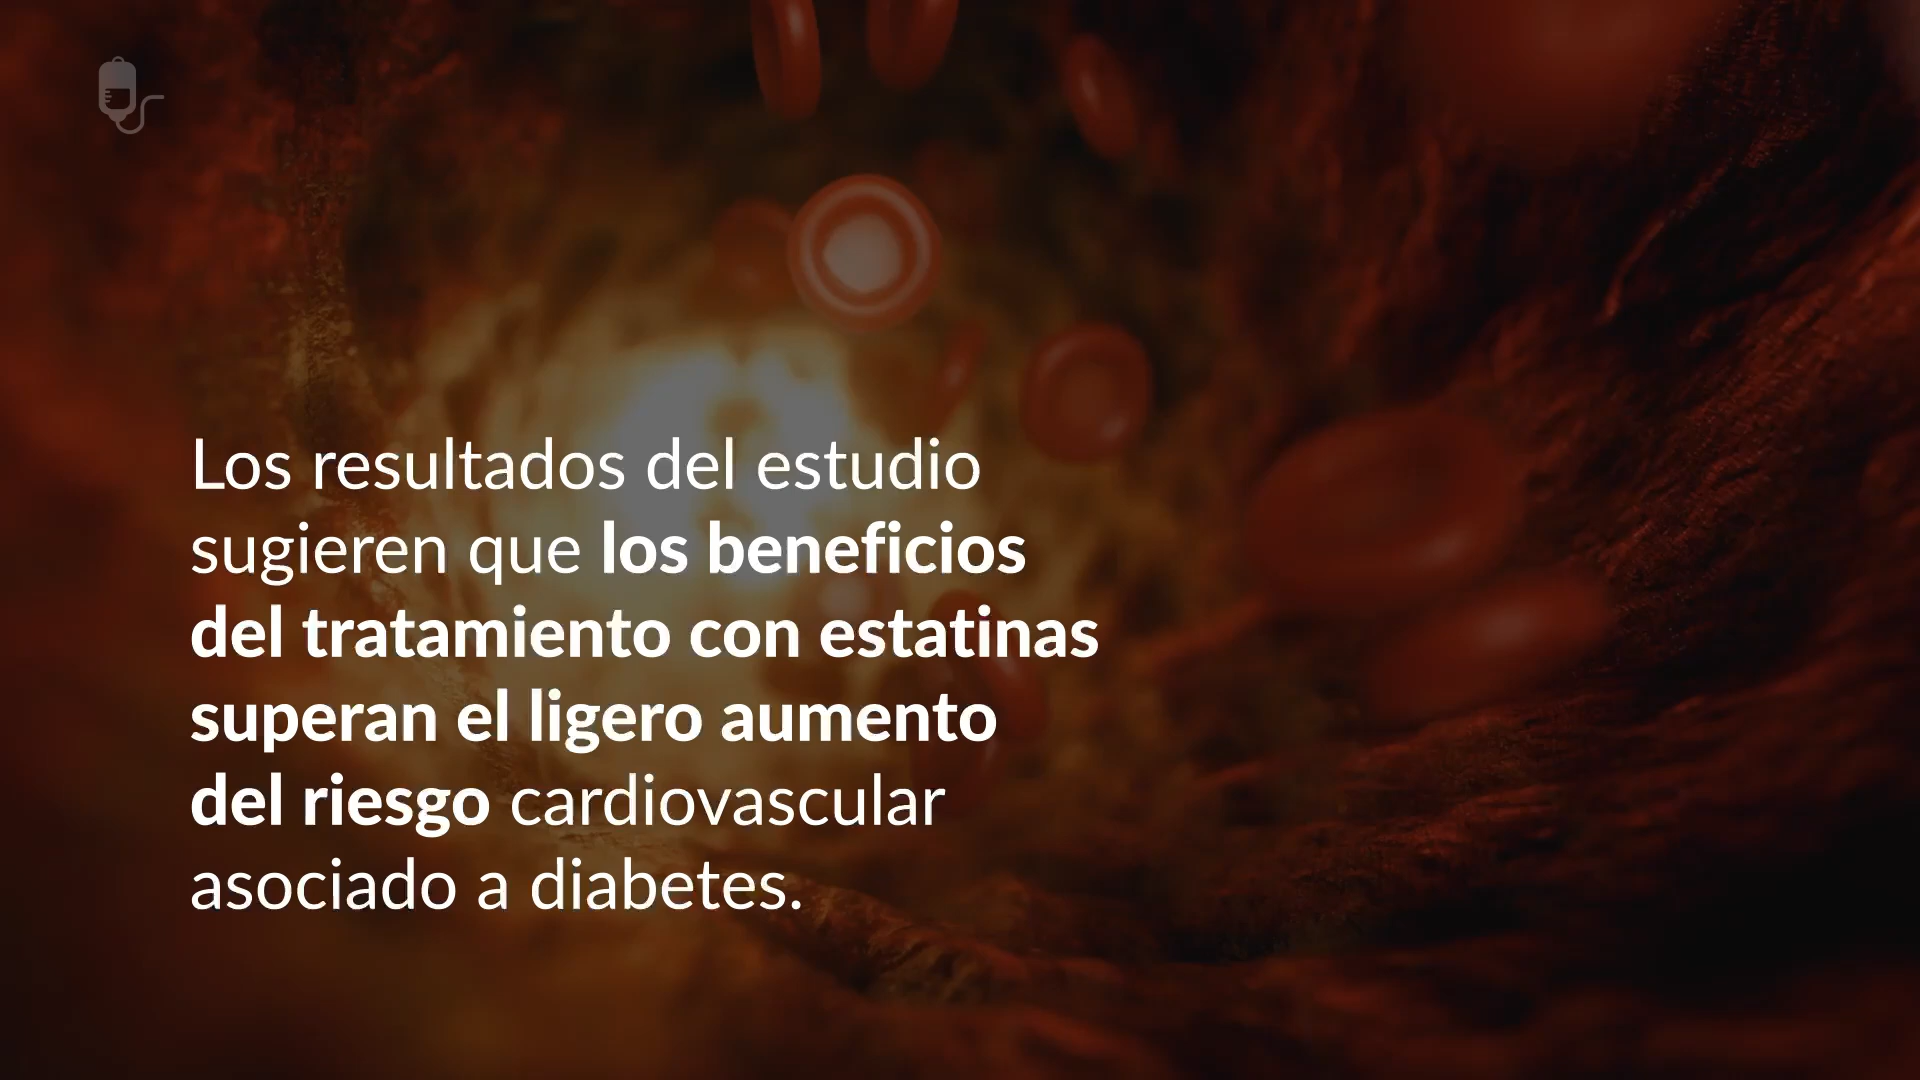 Los resultados del estudio
sugieren que los beneficios
del tratamiento con estatinas
superan el ligero aumento
del riesgo cardiovascular
asociado a diabetes.